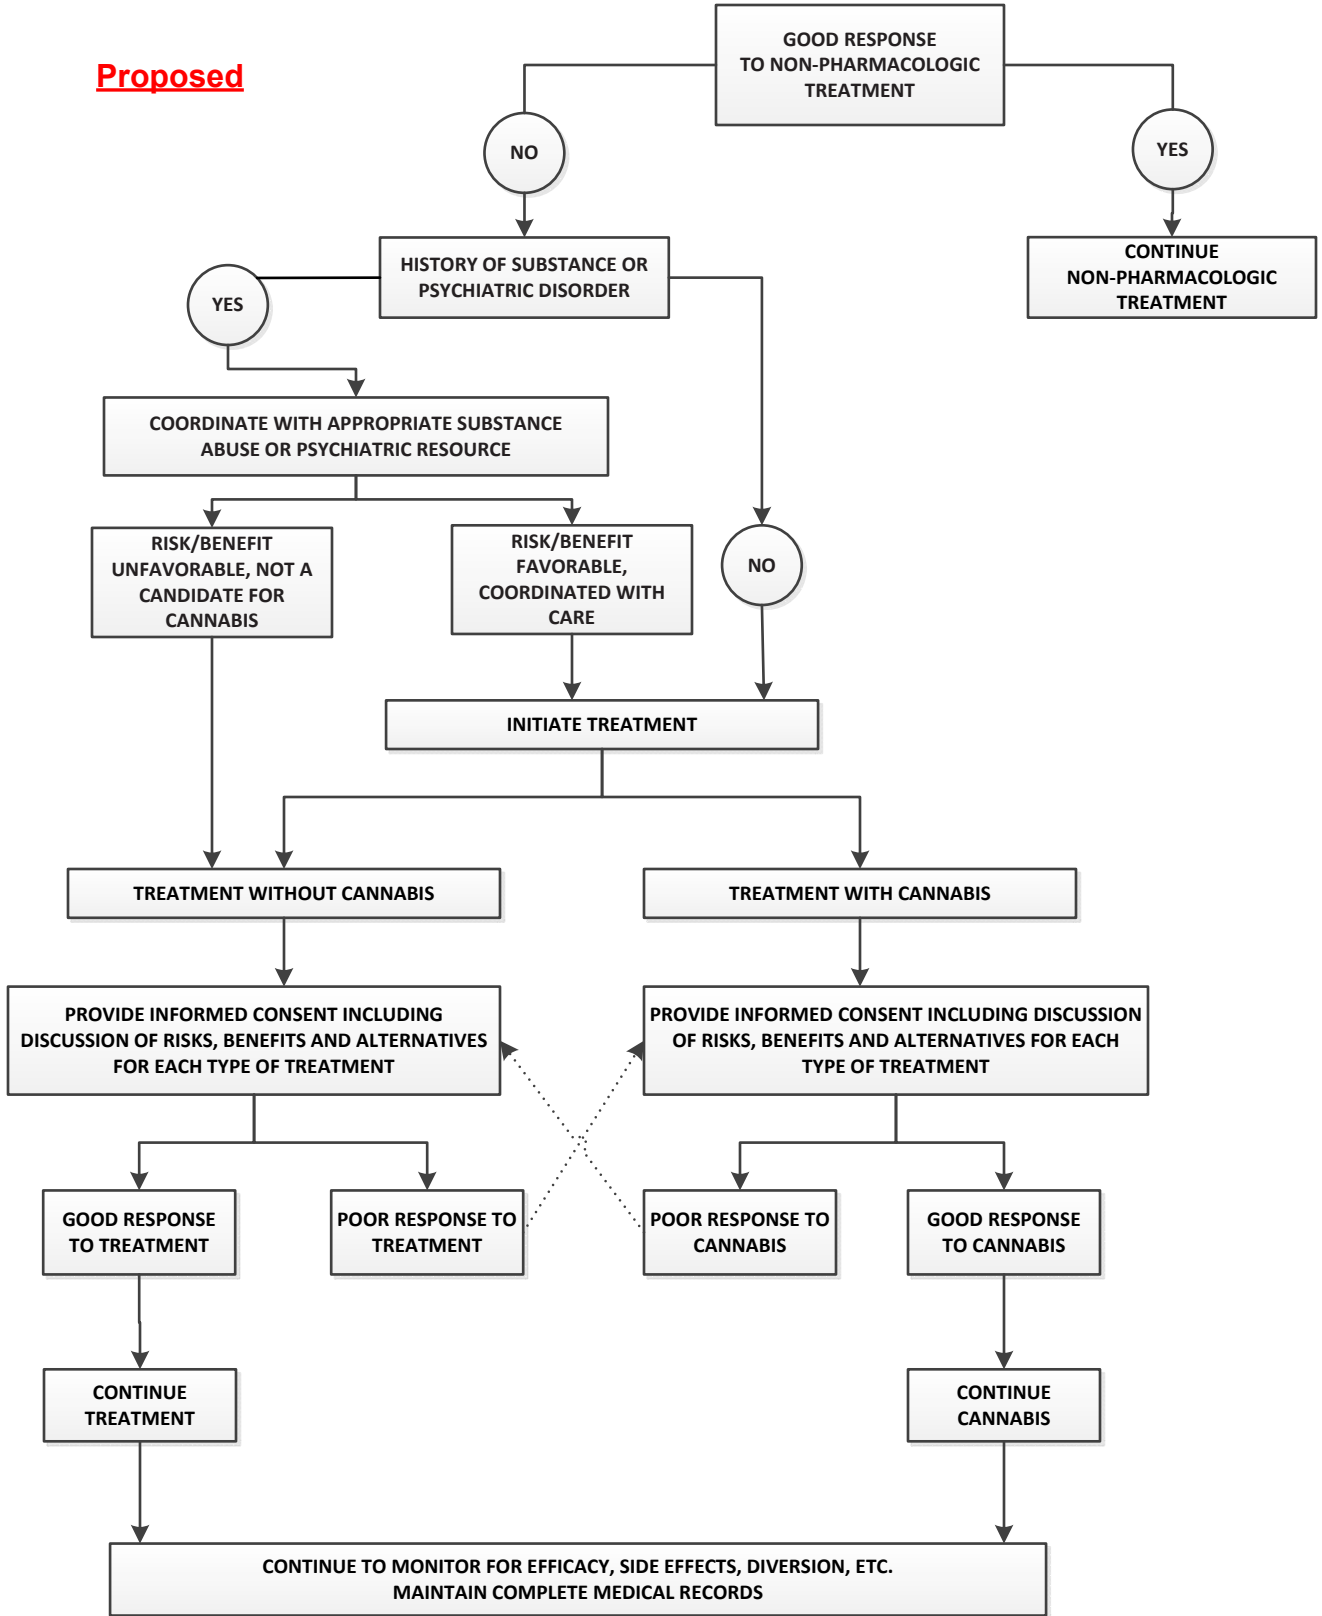 Proposed
GOOD RESPONSE
TO NON-PHARMACOLOGIC
TREATMENT
NO
YES
HISTORY OF SUBSTANCE OR
PSYCHIATRIC DISORDER
CONTINUE
NON-PHARMACOLOGIC
TREATMENT
YES
COORDINATE WITH APPROPRIATE SUBSTANCE
ABUSE OR PSYCHIATRIC RESOURCE
RISK/BENEFIT
UNFAVORABLE, NOT A
CANDIDATE FOR
CANNABIS
RISK/BENEFIT
FAVORABLE,
COORDINATED WITH
CARE
NO
INITIATE TREATMENT
TREATMENT WITHOUT CANNABIS
TREATMENT WITH CANNABIS
PROVIDE INFORMED CONSENT INCLUDING
DISCUSSION OF RISKS, BENEFITS AND ALTERNATIVES
FOR EACH TYPE OF TREATMENT
PROVIDE INFORMED CONSENT INCLUDING DISCUSSION
OF RISKS, BENEFITS AND ALTERNATIVES FOR EACH
TYPE OF TREATMENT
GOOD RESPONSE
TO TREATMENT
POOR RESPONSE TO
TREATMENT
POOR RESPONSE TO
CANNABIS
GOOD RESPONSE
TO CANNABIS
CONTINUE
TREATMENT
CONTINUE
CANNABIS
CONTINUE TO MONITOR FOR EFFICACY, SIDE EFFECTS, DIVERSION, ETC.
MAINTAIN COMPLETE MEDICAL RECORDS